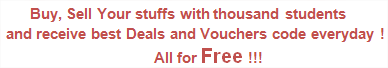 Buy, Sell Your stuffs with thousand students
and receive best Deals and Vouchers code everyday !
All for Free !!!